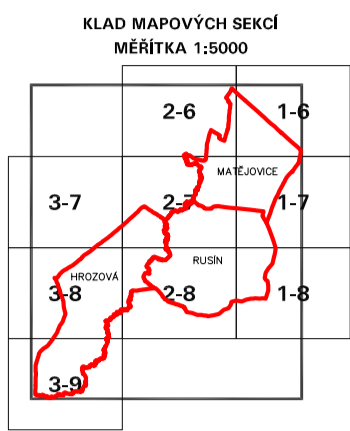 KLAD MAPOVÝCH SEKCÍ
MĚŘÍTKA 1:5000
2-6
1-6
MATĚJOVICE
3-7
2-7
1-7
RUSÍN
HROZOVÁ
3-8
2-8
1-8
3-9